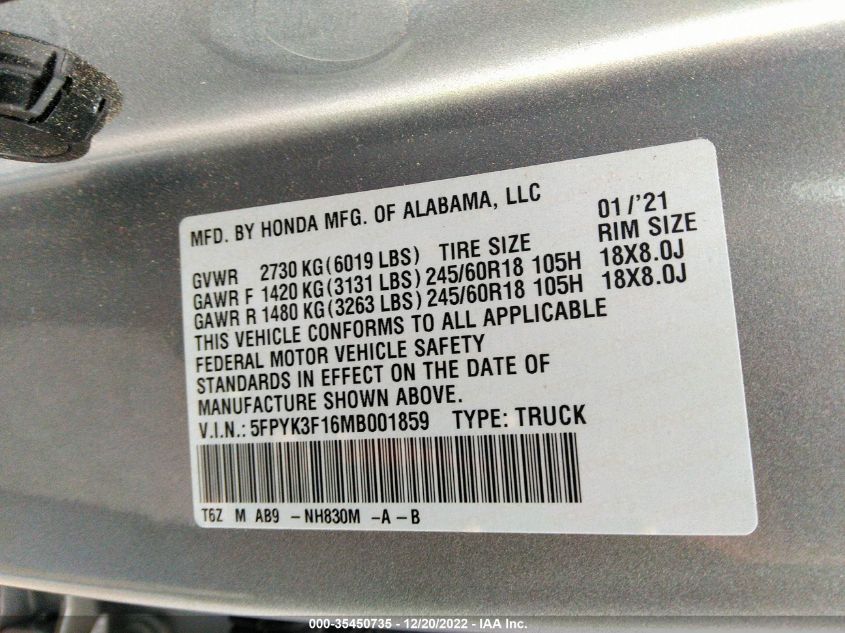 MFD. BY HONDA MFG. OF ALABAMA, LLC 01/'21
GVWR 2730 KG(6019 LBS) TIRE SIZE RIM SIZE
GAWR F 1420 KG(3131 LBS) 245/60R18 105H 18X8.0J
GAWR R 1480 KG(3263 LBS) 245/60R18 105H 18X8.0J
THIS VEHICLE CONFORMS TO ALL APPLICABLE
FEDERAL MOTOR VEHICLE SAFETY
STANDARDS IN EFFECT ON THE DATE OF
MANUFACTURE SHOWN ABOVE.
V.I.N.: 5FPYK3F16MB001859 TYPE: TRUCK
T6Z M AB9 -NH830M -A -B
000-35450735 - 12/20/2022 - IAA Inc.